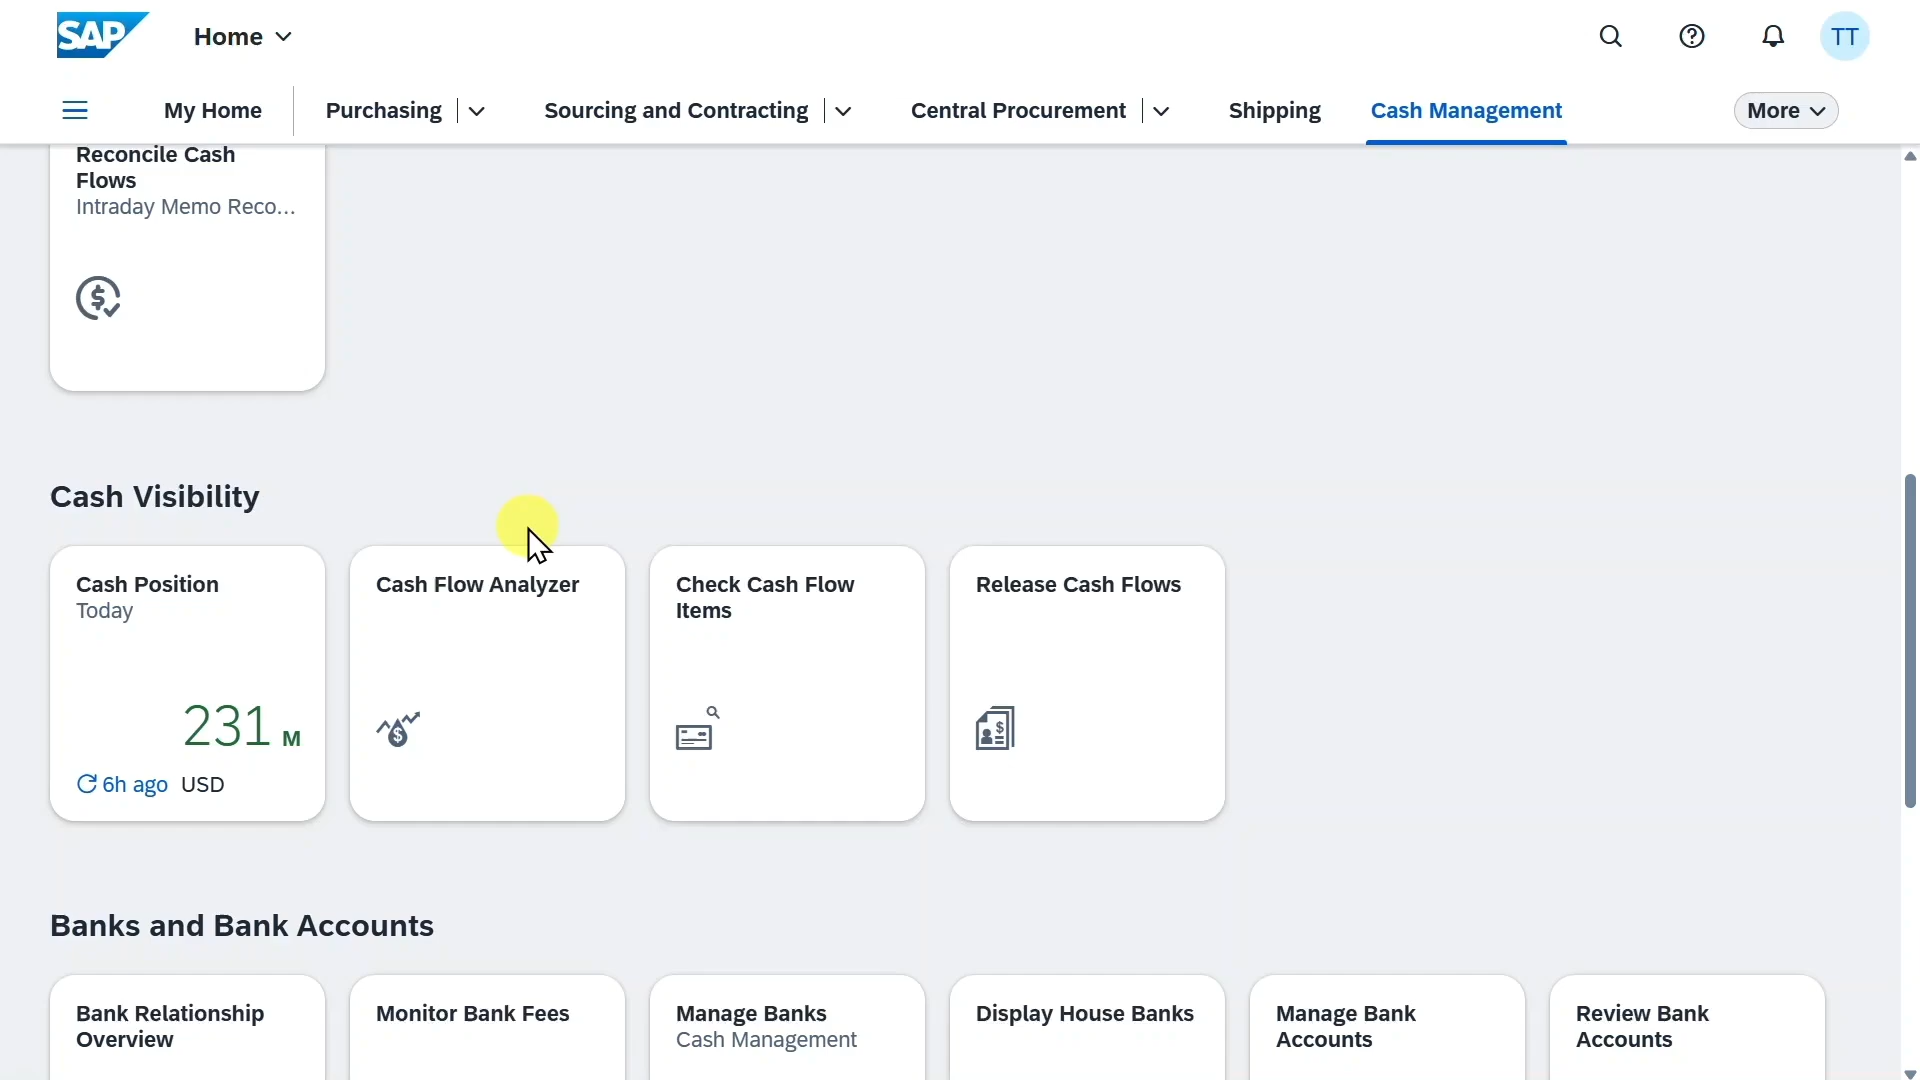 SAP
Home
TT
My Home
Purchasing
Sourcing and Contracting
Central Procurement
Shipping
Cash Management
More
Reconcile Cash
Flows
Intraday Memo Reco...
Cash Visibility
Cash Position
Today
231 M
6h ago USD
Cash Flow Analyzer
Check Cash Flow
Items
Release Cash Flows
Banks and Bank Accounts
Bank Relationship
Overview
Monitor Bank Fees
Manage Banks
Cash Management
Display House Banks
Manage Bank
Accounts
Review Bank
Accounts